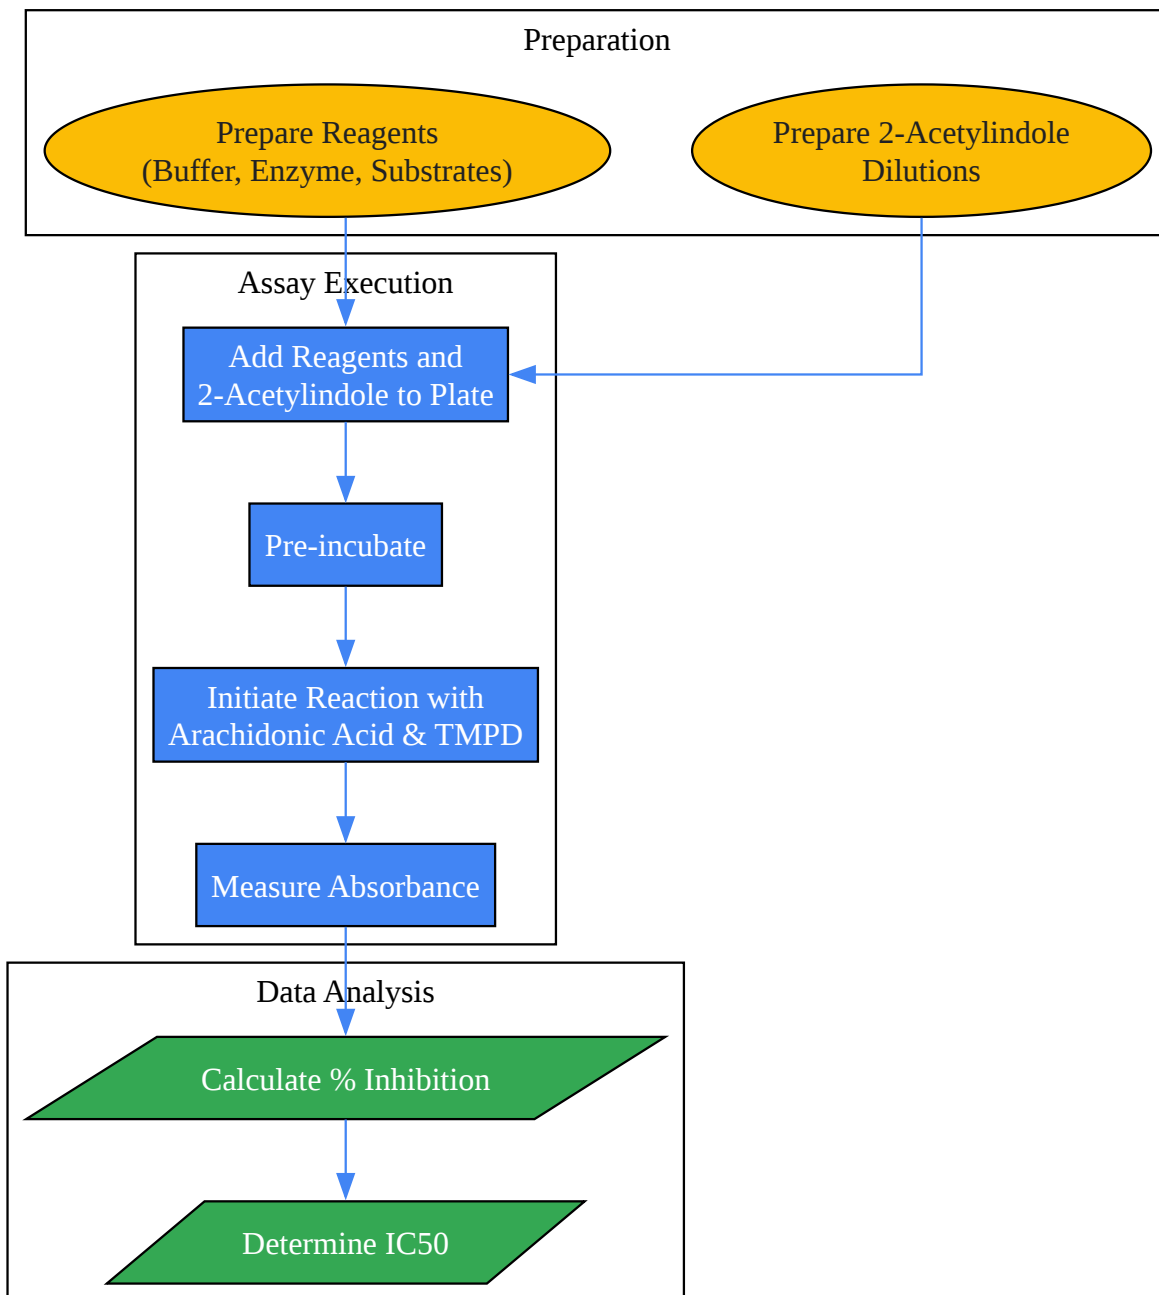 Preparation
Prepare Reagents
(Buffer, Enzyme, Substrates)
Prepare 2-Acetylindole
Dilutions
Assay Execution
Add Reagents and
2-Acetylindole to Plate
Pre-incubate
Initiate Reaction with
Arachidonic Acid & TMPD
Measure Absorbance
Data Analysis
Calculate % Inhibition
Determine IC50